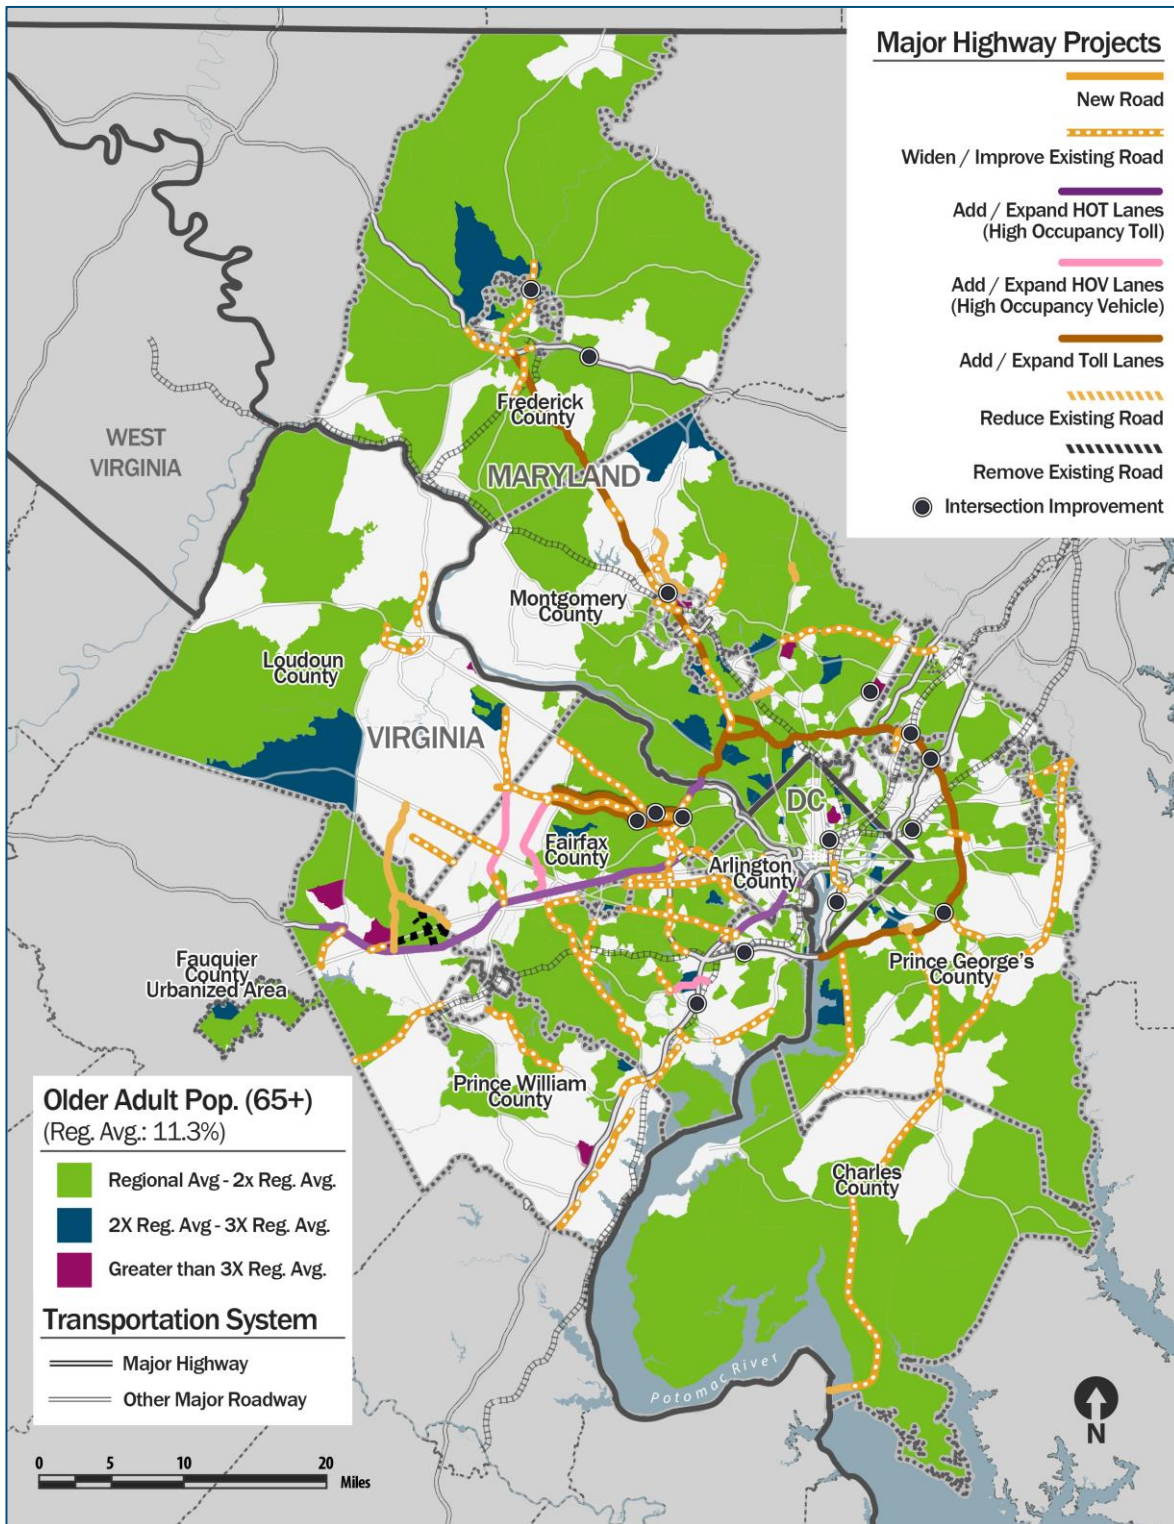 Major Highway Projects
New Road
Widen / Improve Existing Road
Add / Expand HOT Lanes
(High Occupancy Toll)
Add / Expand HOV Lanes
(High Occupancy Vehicle)
Add / Expand Toll Lanes
Reduce Existing Road
Remove Existing Road
Intersection Improvement
WEST
VIRGINIA
Frederick
County
MARYLAND
Montgomery
County
Loudoun
County
VIRGINIA
DC
Fairfax
County
Arlington
County
Fauquier
County
Urbanized Area
Prince George's
County
Prince William
County
Charles
County
Potomac River
Older Adult Pop. (65+)
(Reg. Avg.: 11.3%)
Regional Avg - 2x Reg. Avg.
2X Reg. Avg - 3X Reg. Avg.
Greater than 3X Reg. Avg.
Transportation System
Major Highway
Other Major Roadway
0 5 10 20
Miles
N